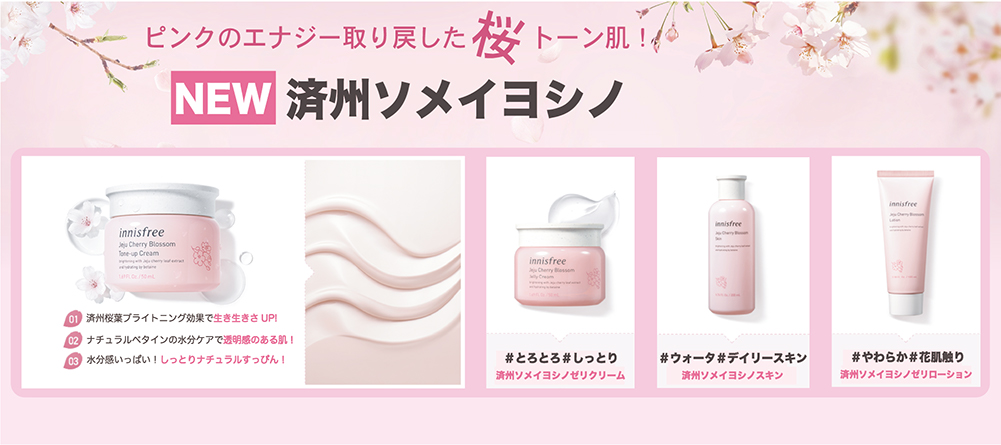 ピンクのエナジー取り戻した桜トーン肌！
NEW 済州ソメイヨシノ
innisfree
Jeju Cherry Blossom
Tone-up Cream
01 済州桜葉ブライトニング効果で生き生きさ UP!
02 ナチュラルベタインの水分ケアで透明感のある肌！
03 水分感いっぱい！しっとりナチュラルすっぴん！
innisfree
Jeju Cherry Blossom
Jelly Cream
#とろとろ#しっとり
済州ソメイヨシノゼリクリーム
innisfree
Jeju Cherry Blossom
Skin
#ウォータ#デイリースキン
済州ソメイヨシノスキン
innisfree
Jeju Cherry Blossom
Lotion
#やわらか#花肌触り
済州ソメイヨシノゼリローション